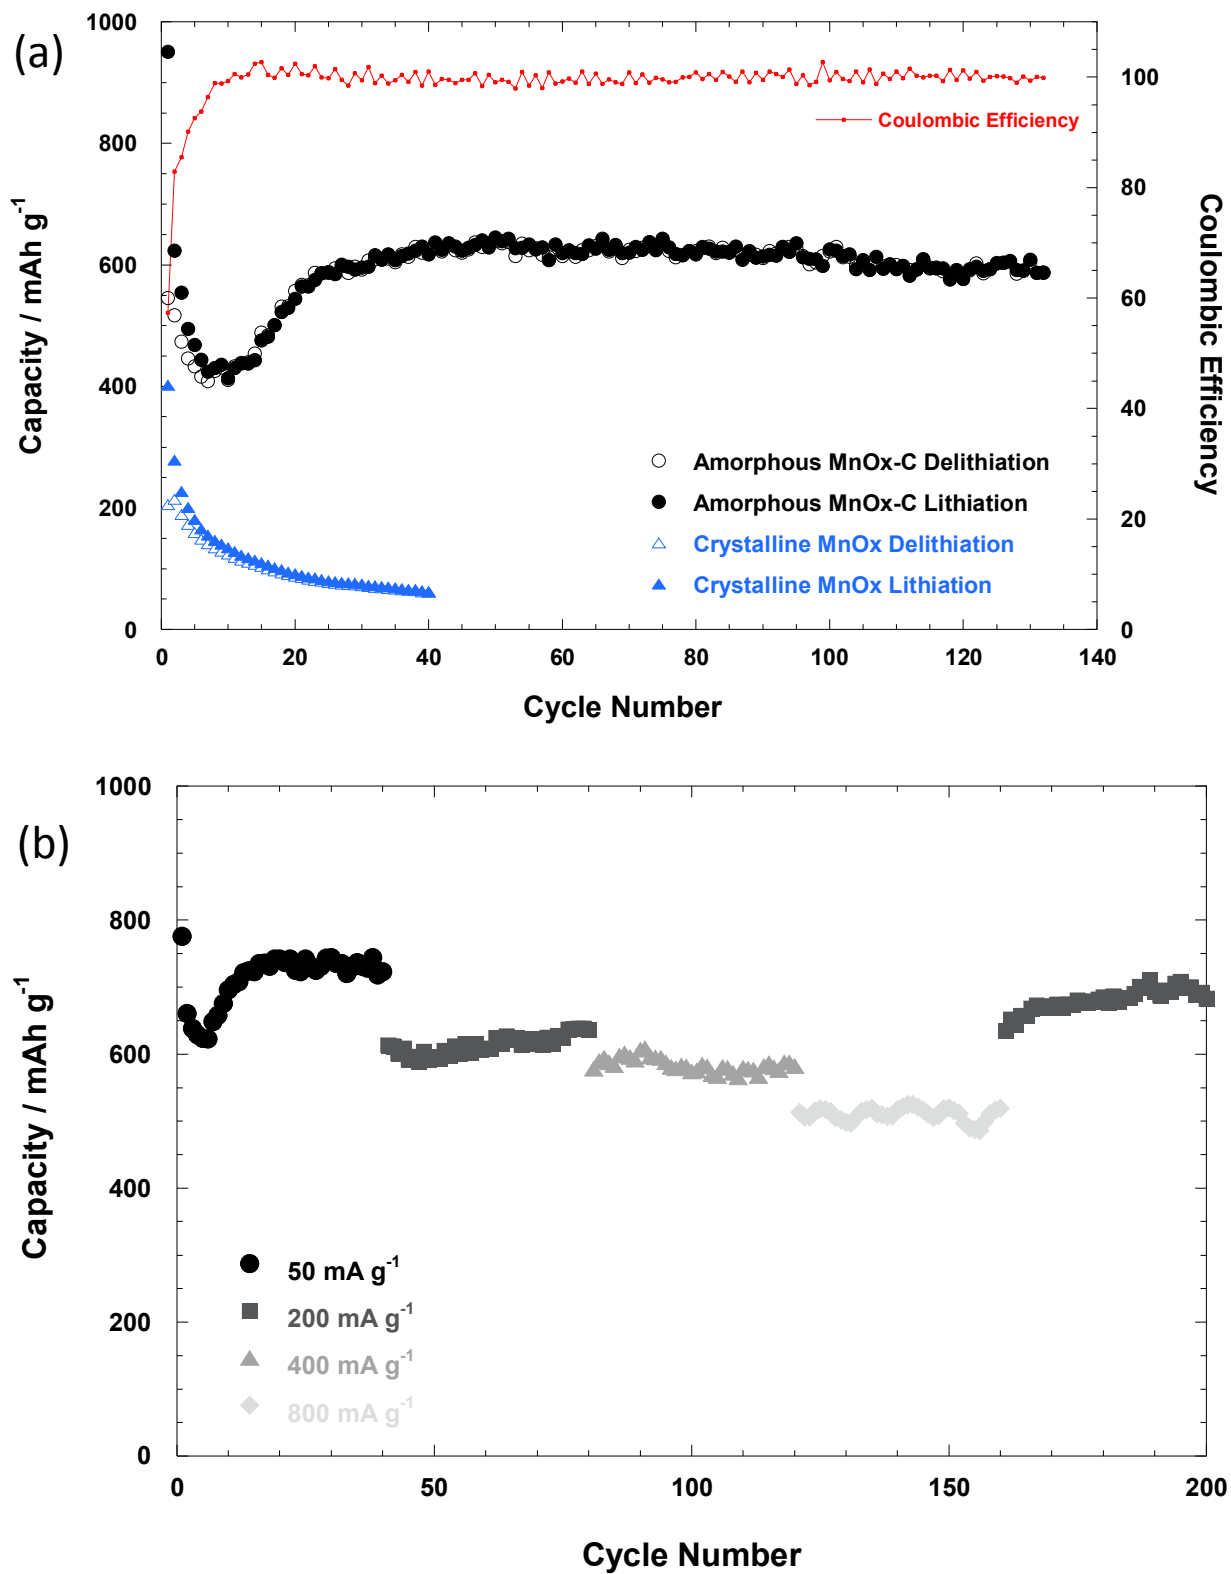 (a)
1000
800
600
400
200
0
Capacity / mAh g-1
100
80
60
40
20
0
Coulombic Efficiency
Coulombic Efficiency
Amorphous MnOx-C Delithiation
Amorphous MnOx-C Lithiation
Crystalline MnOx Delithiation
Crystalline MnOx Lithiation
0 20 40 60 80 100 120 140
Cycle Number
(b)
1000
800
600
400
200
0
Capacity / mAh g-1
50 mA g-1
200 mA g-1
400 mA g-1
800 mA g-1
0 50 100 150 200
Cycle Number